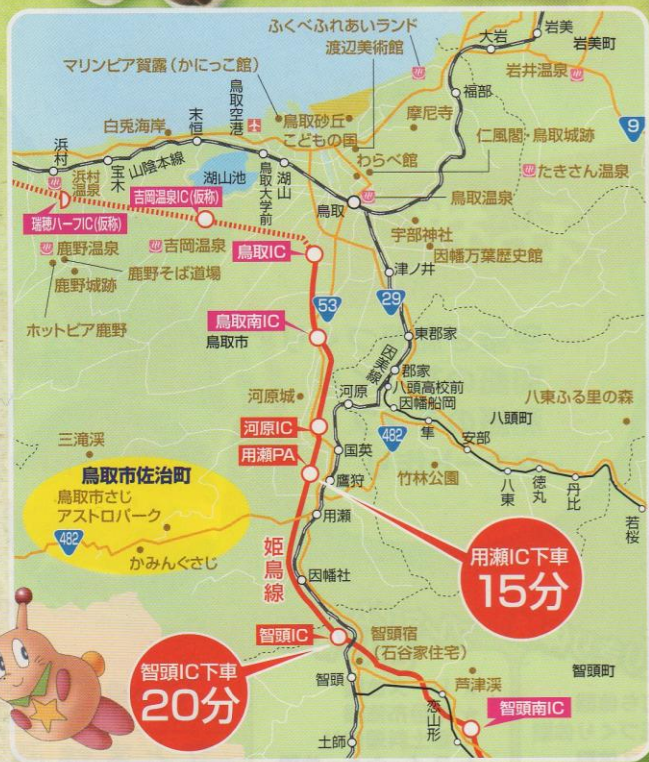 ふくべふれあいランド
渡辺美術館
マリンピア賀露(かにっこ館)
大岩
岩美
岩美町
岩井温泉
福部
鳥取空港
鳥取砂丘
こどもの国
摩尼寺
白兎海岸
末恒
仁風閣・鳥取城跡
9
浜村
山陰本線
わらべ館
たきさん温泉
浜村
温泉
宝木
湖山池
鳥取大学前
湖山
鳥取
鳥取温泉
吉岡温泉IC(仮称)
瑞穂ハーフIC(仮称)
宇部神社
因幡万葉歴史館
鹿野温泉
吉岡温泉
鳥取IC
津ノ井
鹿野そば道場
鹿野城跡
53
29
ホットピア鹿野
鳥取南IC
鳥取市
東郡家
因美線
郡家
八頭高校前
因幡船岡
河原城
河原
八東ふる里の森
八頭町
河原IC
482
隼
安部
三滝渓
国英
用瀬PA
竹林公園
八東
徳丸
丹比
鳥取市佐治町
鳥取市さじ
アストロパーク
鷹狩
若桜
用瀬
482
かみんぐさじ
姫鳥線
用瀬IC下車
15分
因幡社
智頭IC
智頭宿
(石谷家住宅)
智頭IC下車
20分
智頭
芦津渓
智頭町
恋山形
智頭南IC
土師